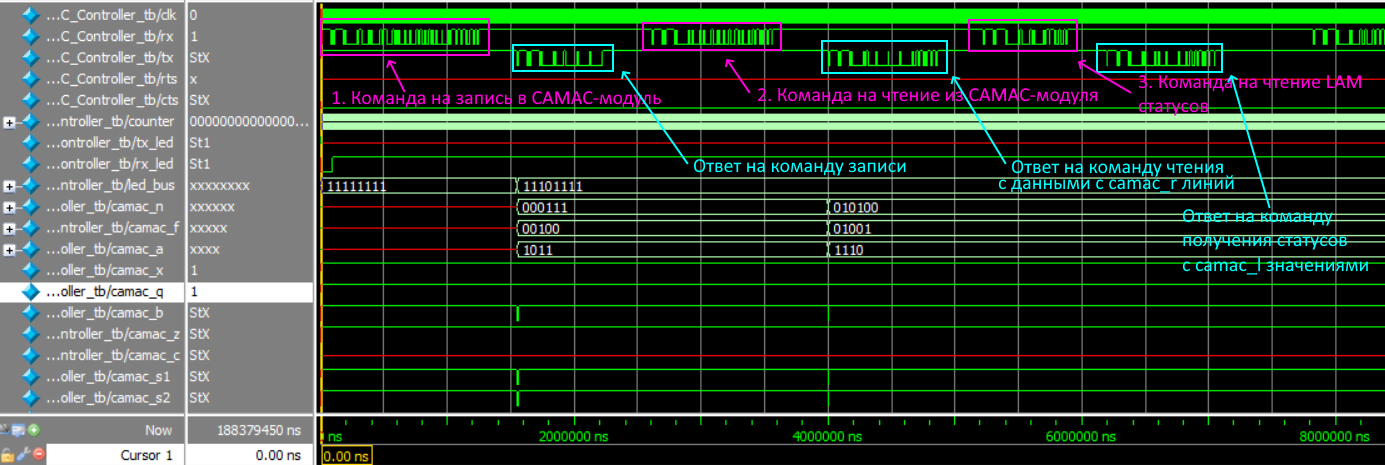 ...C_Controller_tb/clk 0
...C_Controller_tb/rx 1
...C_Controller_tb/tx StX
...C_Controller_tb/rts x
...C_Controller_tb/cts StX
1. Команда на запись в CAMAC-модуль
2. Команда на чтение из CAMAC-модуля
3. Команда на чтение LAM
статусов
...ntroller_tb/counter 00000000000000...
...ontroller_tb/tx_led St1
...ontroller_tb/rx_led St1
Ответ на команду записи
Ответ на команду чтения
с данными с camac_r линий
...ntroller_tb/led_bus xxxxxxxx 11111111 11101111
...oller_tb/camac_n xxxxxx 000111 010100
...ntroller_tb/camac_f xxxxx 00100 01001
...oller_tb/camac_a xxxx 1011 1110
Ответ на команду
получения статусов
с camac_l значениями
...oller_tb/camac_x 1
...oller_tb/camac_q 1
...oller_tb/camac_b StX
...ntroller_tb/camac_z StX
...ntroller_tb/camac_c StX
...oller_tb/camac_s1 StX
...oller_tb/camac_s2 StX
Now 188379450 ns ns 2000000 ns 4000000 ns 6000000 ns 8000000 ns
Cursor 1 0.00 ns 0.00 ns